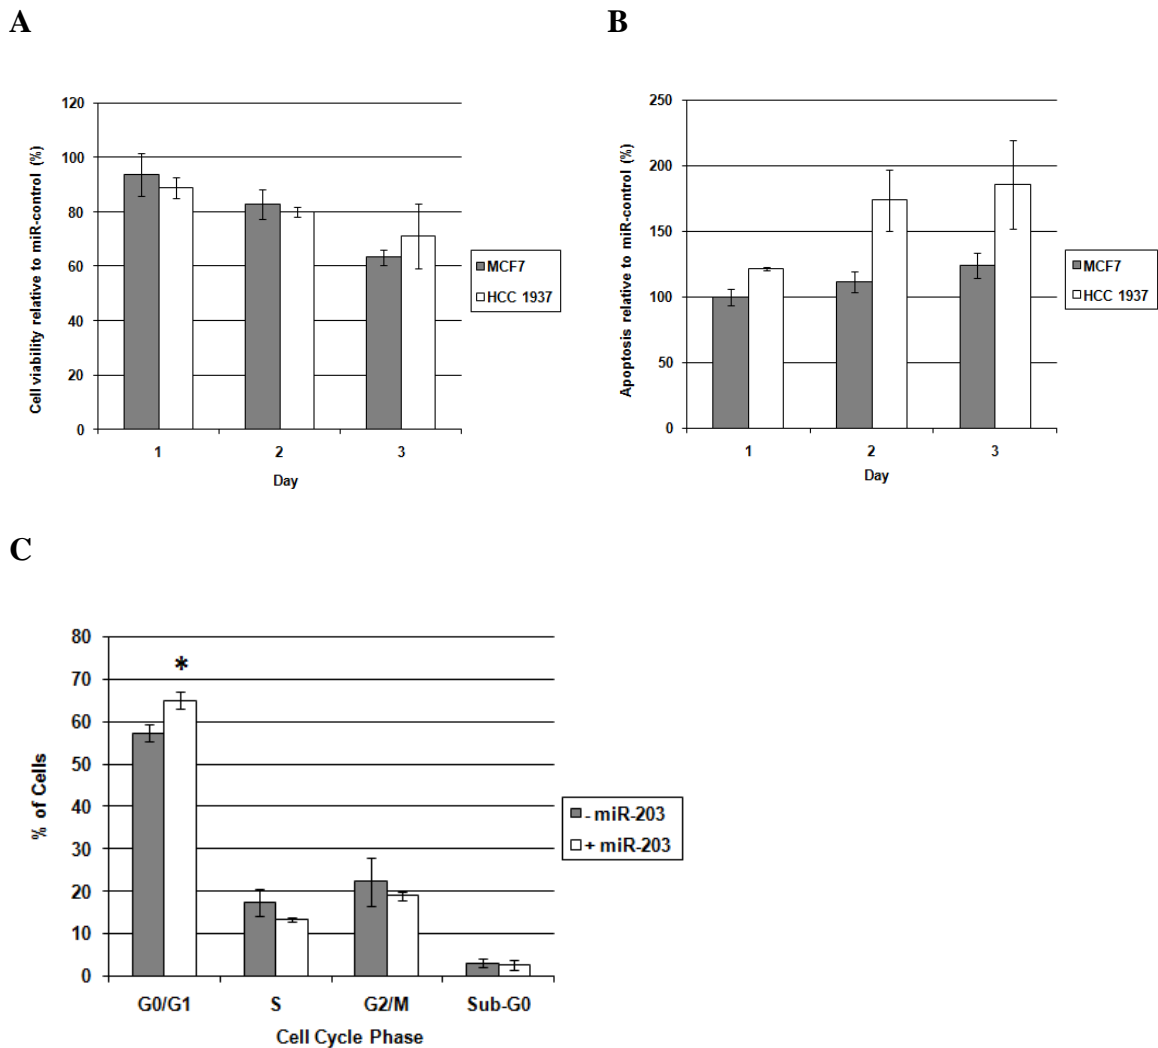 A
Cell viability relative to miR-control (%)
120
100
80
60
40
20
0
1
2
3
Day
MCF7
HCC 1937
B
Apoptosis relative to miR-control (%)
250
200
150
100
50
0
1
2
3
Day
MCF7
HCC 1937
C
% of Cells
80
70
60
50
40
30
20
10
0
*
G0/G1
S
G2/M
Sub-G0
Cell Cycle Phase
- miR-203
+ miR-203